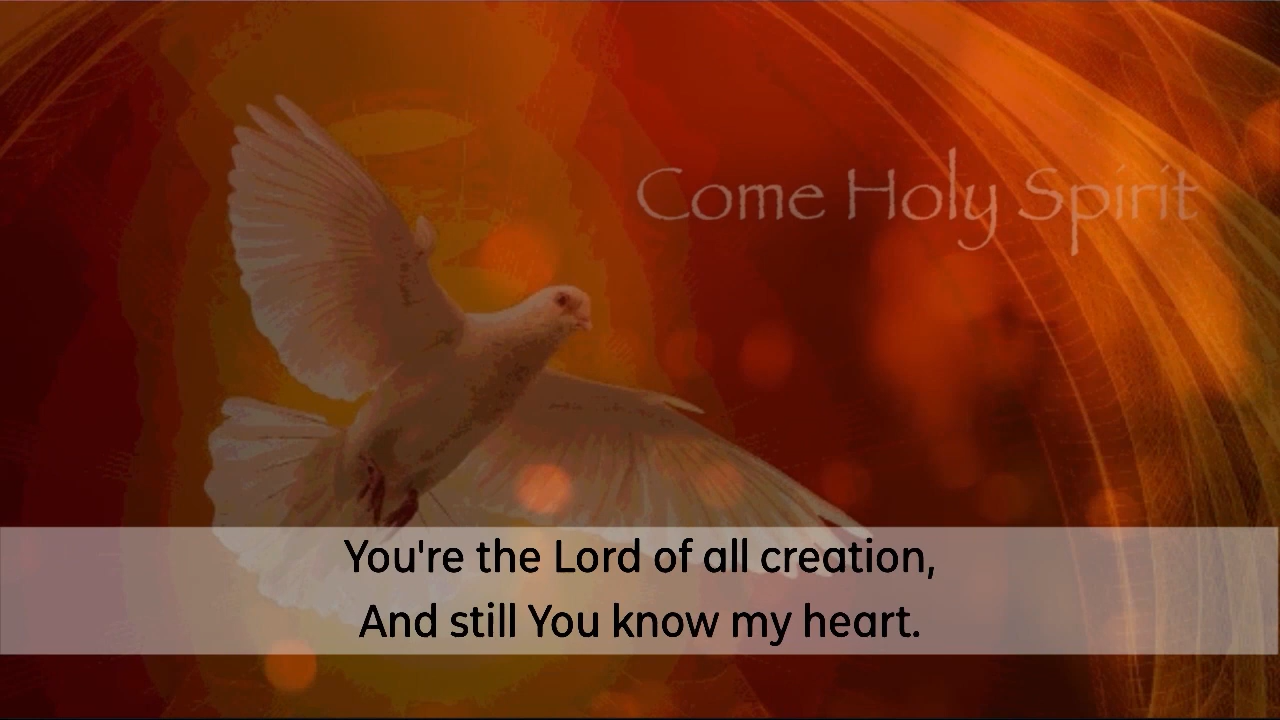 Come Holy Spirit
You're the Lord of all creation,
And still You know my heart.